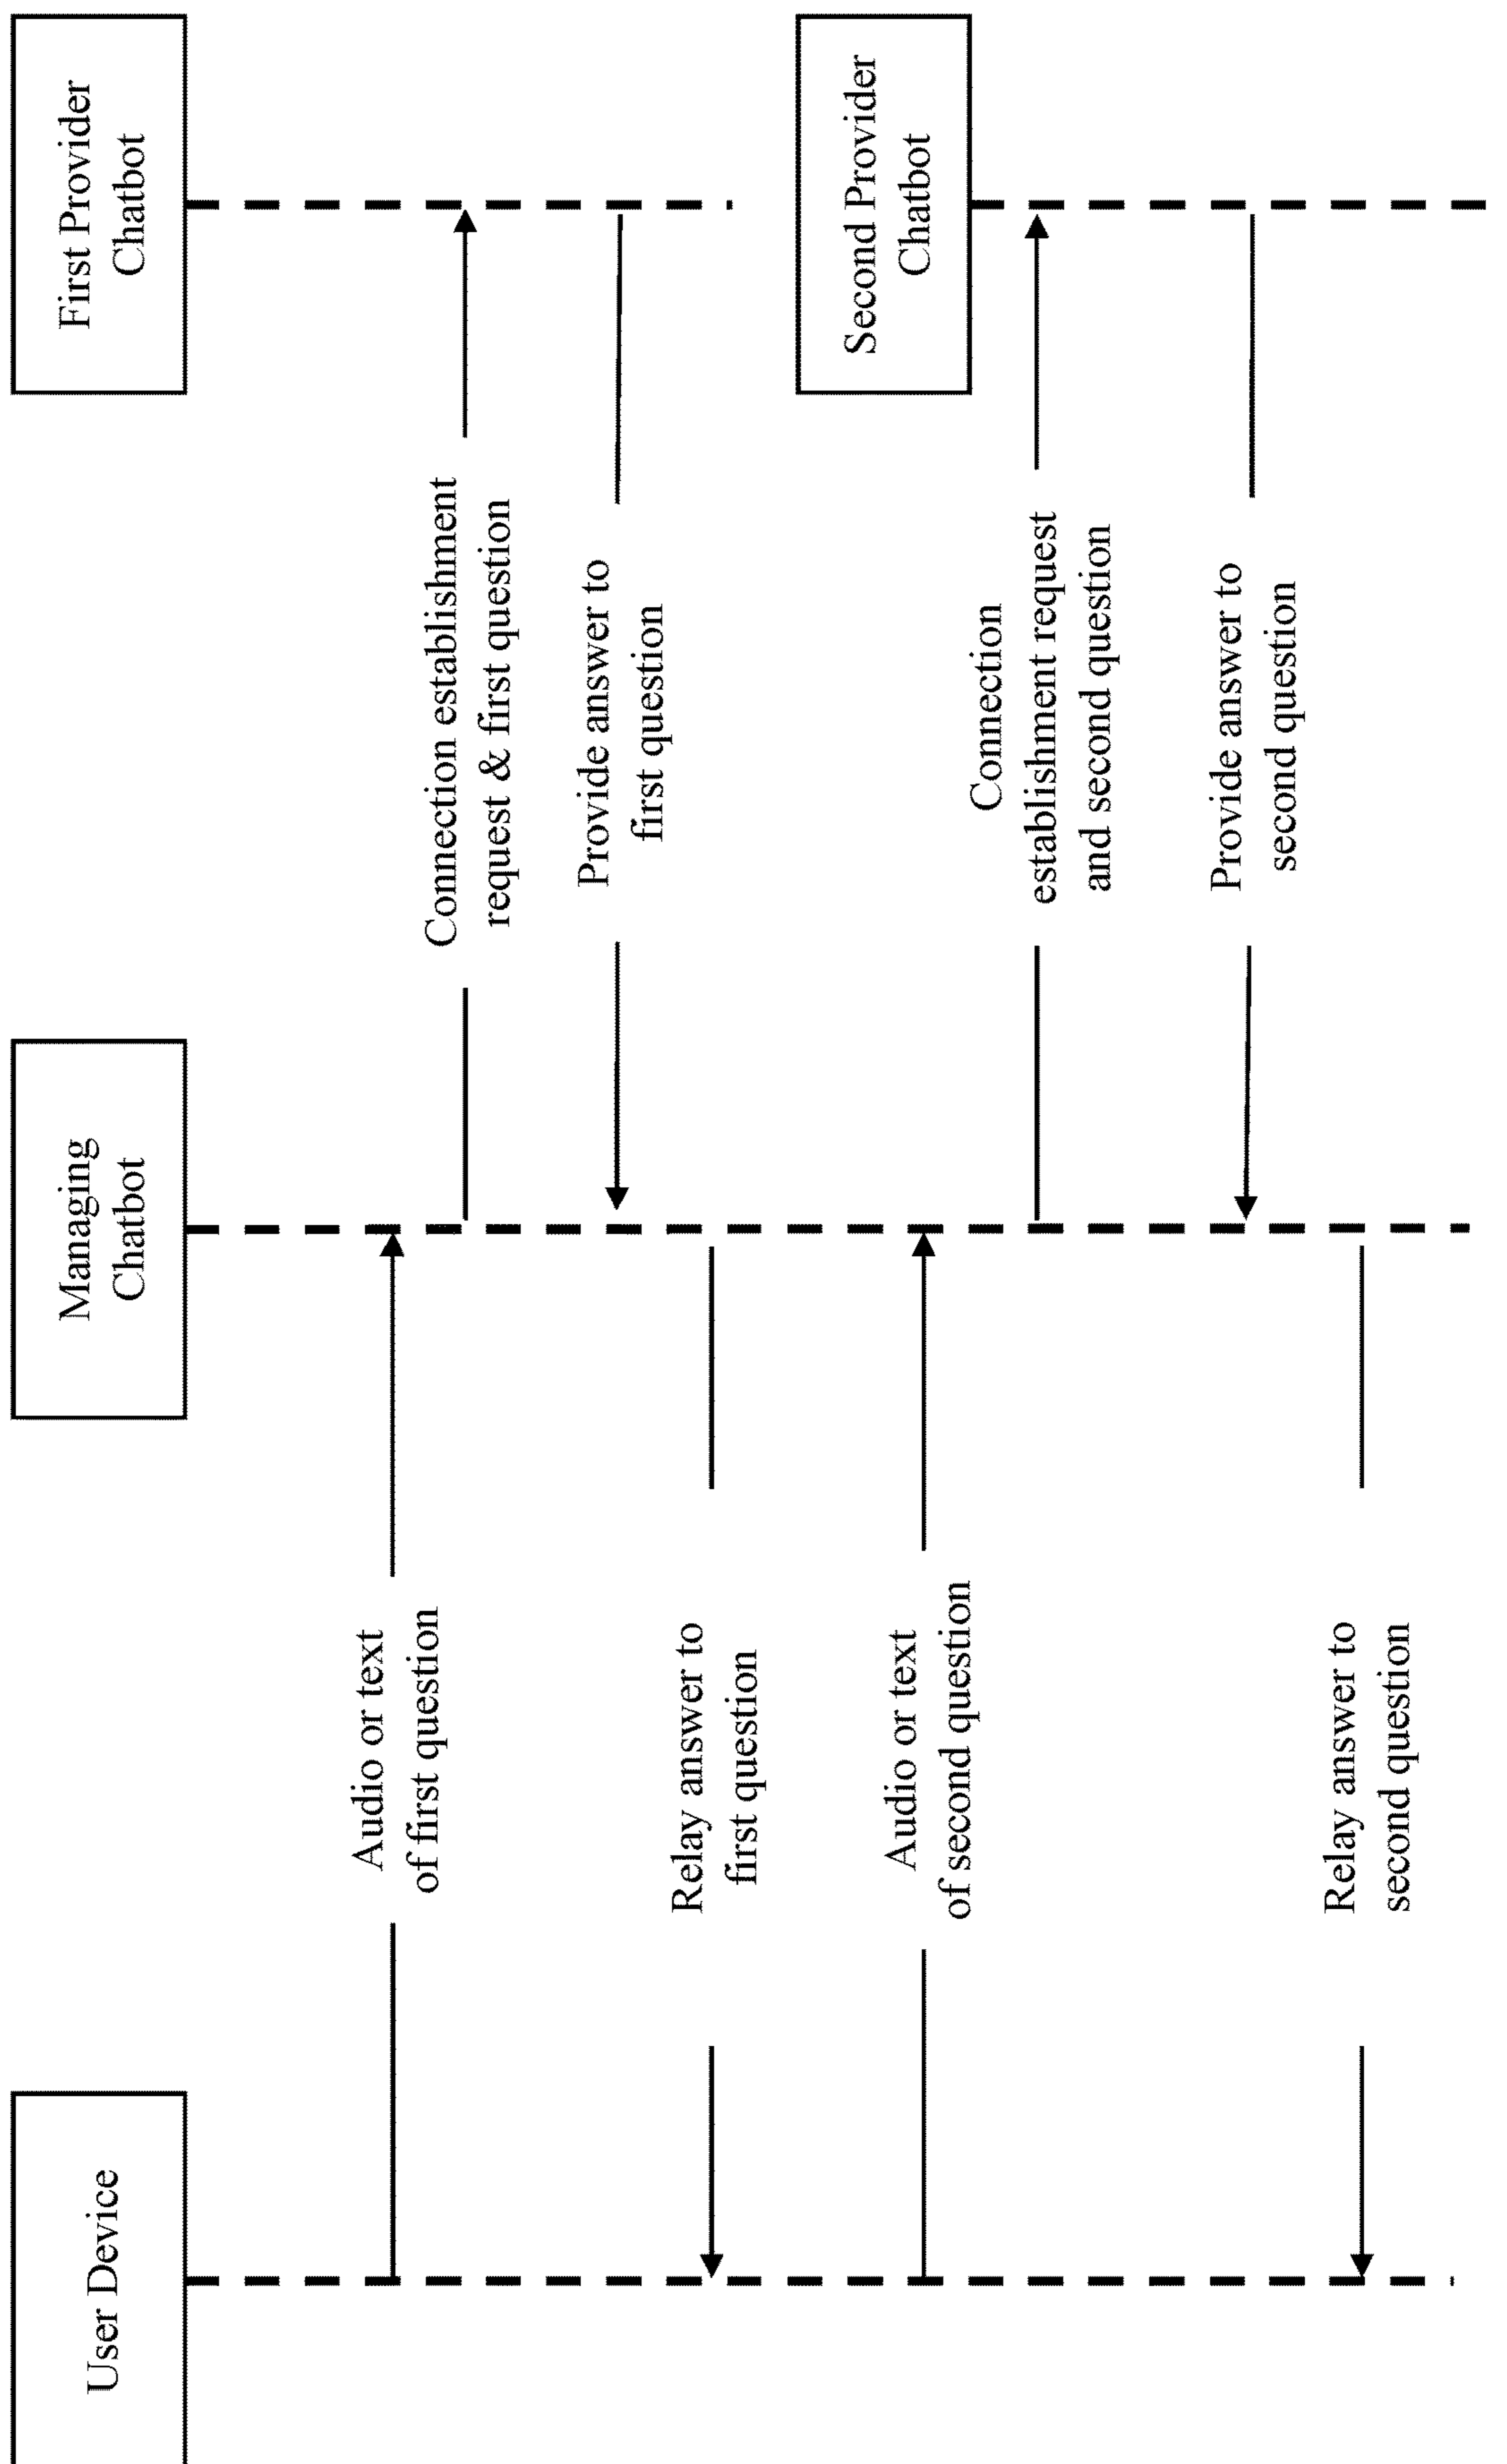 User Device
Managing
Chatbot
First Provider
Chatbot
Audio or text
of first question
Connection establishment
request & first question
Provide answer to
first question
Relay answer to
first question
Second Provider
Chatbot
Audio or text
of second question
Connection
establishment request
and second question
Provide answer to
second question
Relay answer to
second question